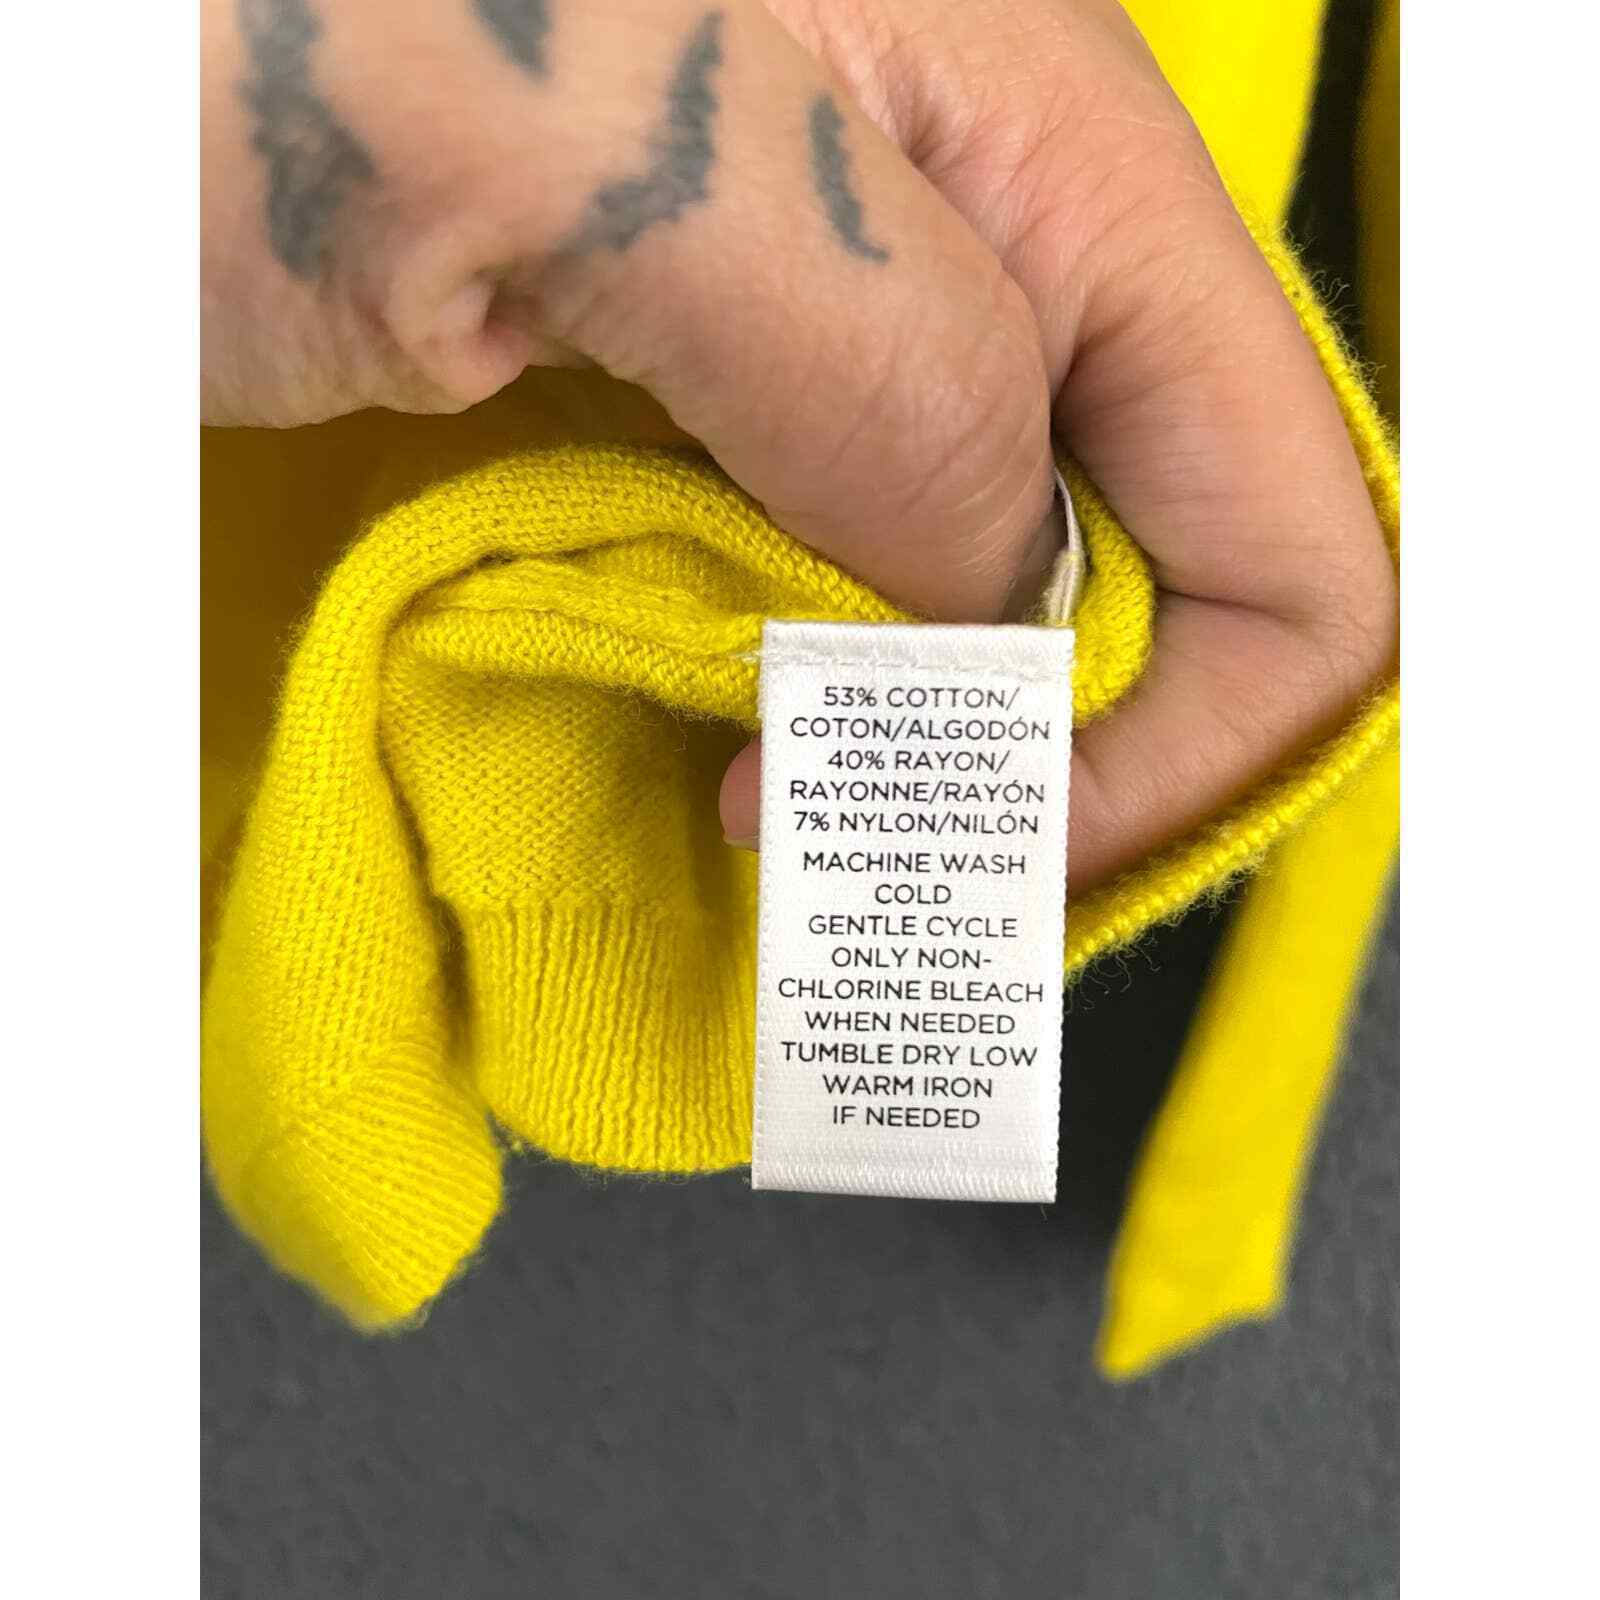 53% COTTON/
COTON/ALGODÓN
40% RAYON/
RAYONNE/RAYÓN
7% NYLON/NILÓN
MACHINE WASH
COLD
GENTLE CYCLE
ONLY NON-
CHLORINE BLEACH
WHEN NEEDED
TUMBLE DRY LOW
WARM IRON
IF NEEDED